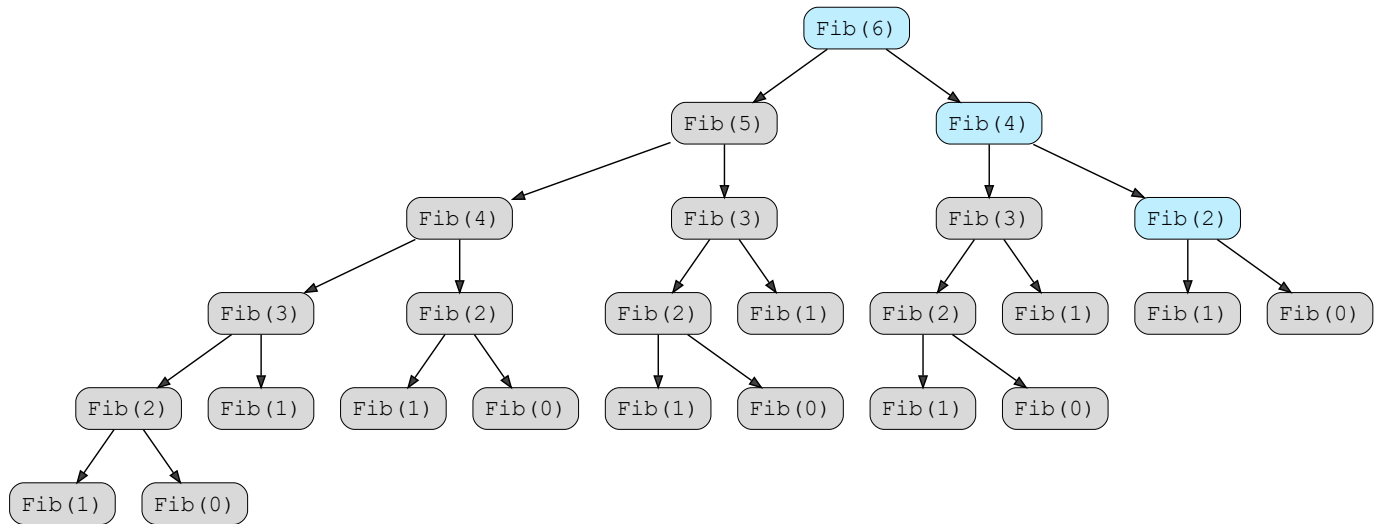 Fib(6)
Fib(5) Fib(4)
Fib(4) Fib(3) Fib(3) Fib(2)
Fib(3) Fib(2) Fib(2) Fib(1) Fib(2) Fib(1) Fib(1) Fib(0)
Fib(2) Fib(1) Fib(1) Fib(0) Fib(1) Fib(0) Fib(1) Fib(0)
Fib(1) Fib(0)